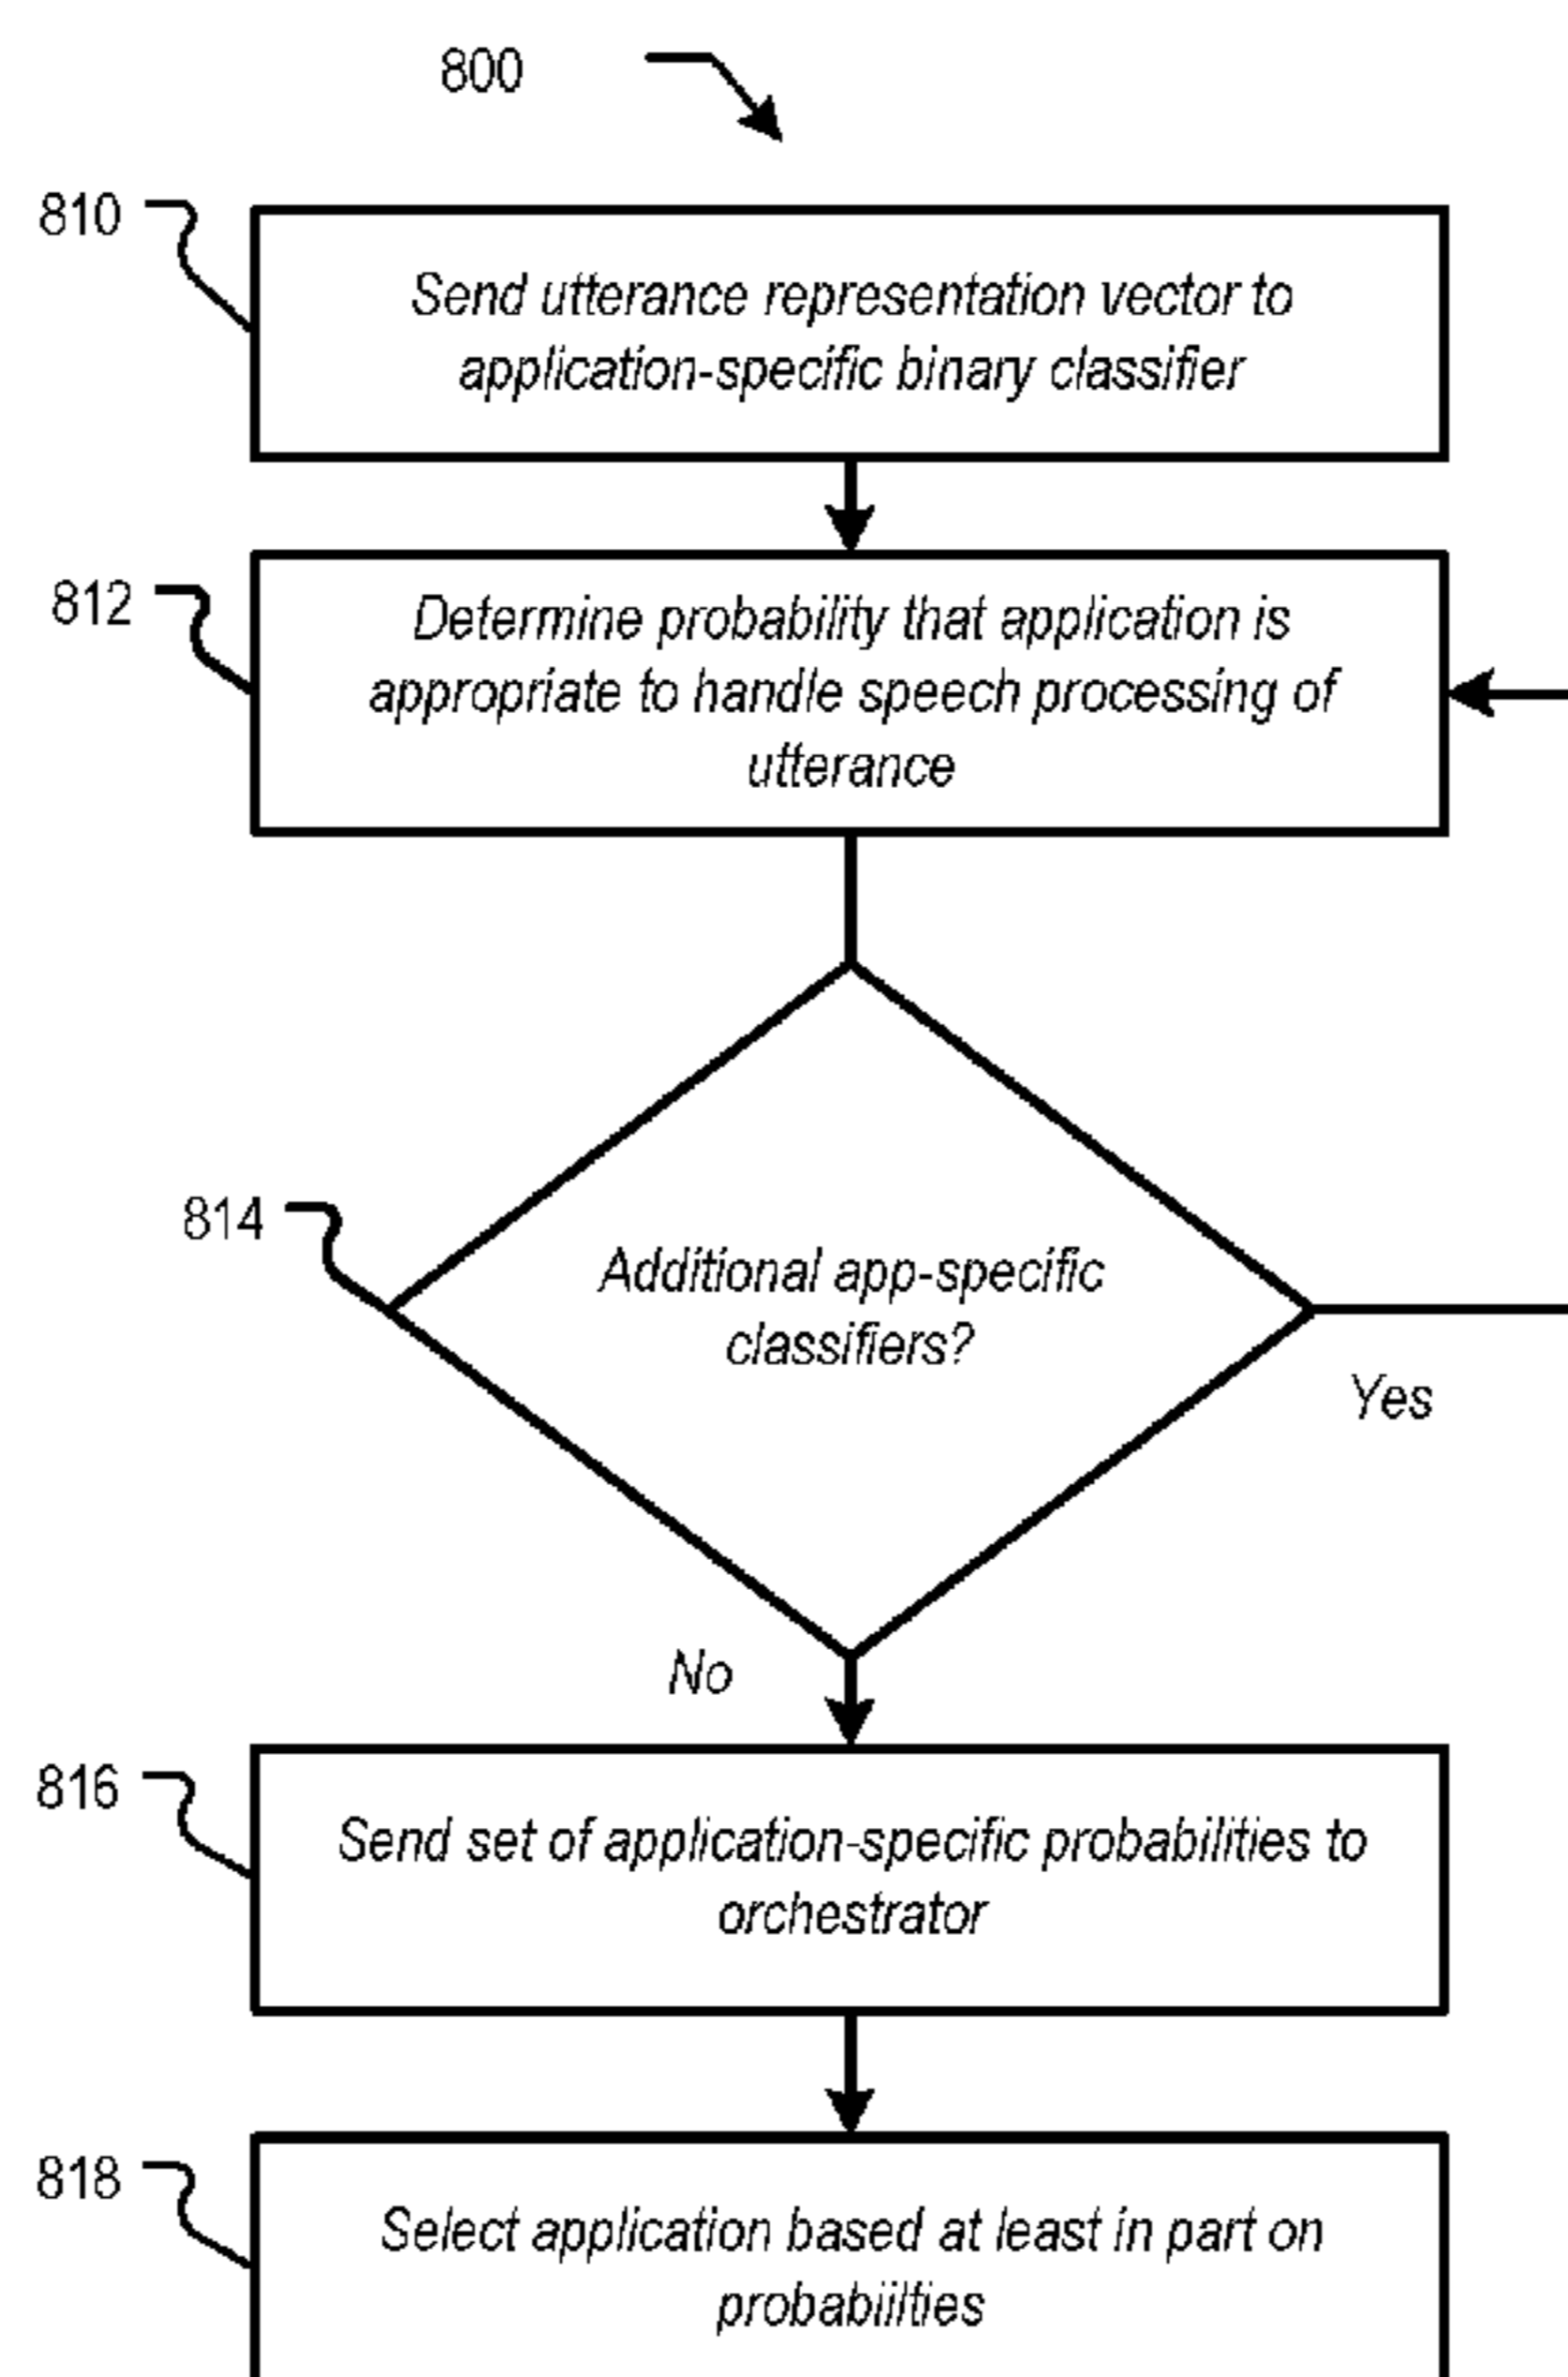 800
810
Send utterance representation vector to
application-specific binary classifier
812
Determine probability that application is
appropriate to handle speech processing of
utterance
814
Additional app-specific
classifiers?
Yes
No
816
Send set of application-specific probabilities to
orchestrator
818
Select application based at least in part on
probabiilties